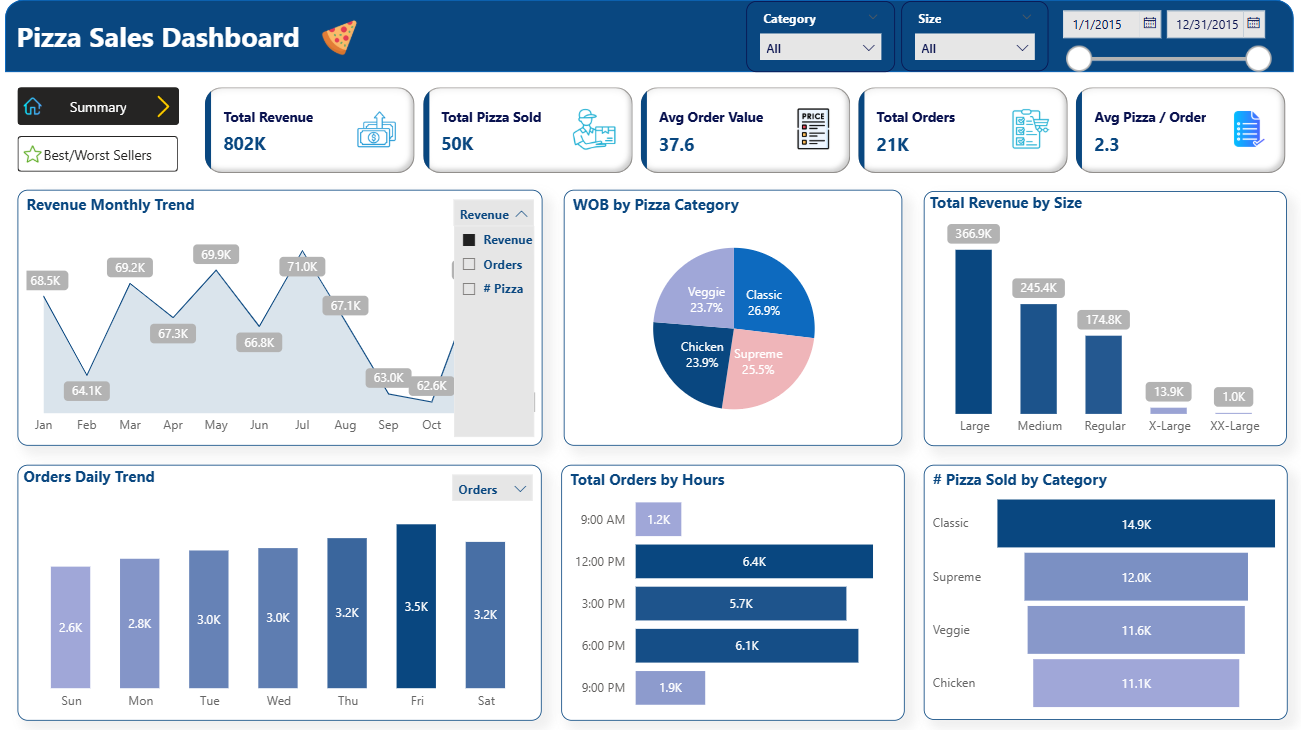 Pizza Sales Dashboard
Category
All
Size
All
1/1/2015
12/31/2015
Summary
Best/Worst Sellers
Total Revenue
802K
Total Pizza Sold
50K
Avg Order Value
37.6
PRICE
Total Orders
21K
Avg Pizza / Order
2.3
Revenue Monthly Trend
Revenue
Revenue
Orders
# Pizza
68.5K
64.1K
69.2K
67.3K
69.9K
66.8K
71.0K
67.1K
63.0K
62.6K
Jan Feb Mar Apr May Jun Jul Aug Sep Oct
WOB by Pizza Category
Veggie
23.7%
Classic
26.9%
Chicken
23.9%
Supreme
25.5%
Total Revenue by Size
366.9K
245.4K
174.8K
13.9K
1.0K
Large Medium Regular X-Large XX-Large
Orders Daily Trend
Orders
2.6K
2.8K
3.0K
3.0K
3.2K
3.5K
3.2K
Sun Mon Tue Wed Thu Fri Sat
Total Orders by Hours
9:00 AM 1.2K
12:00 PM 6.4K
3:00 PM 5.7K
6:00 PM 6.1K
9:00 PM 1.9K
# Pizza Sold by Category
Classic 14.9K
Supreme 12.0K
Veggie 11.6K
Chicken 11.1K